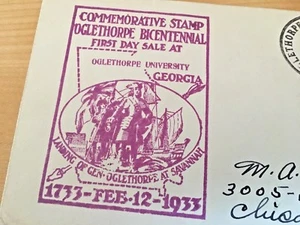 COMMEMORATIVE STAMP
OGLETHORPE BICENTENNIAL
FIRST DAY SALE AT
OGLETHORPE UNIVERSITY
GEORGIA
LANDING OF GEN. OGLETHORPE AT SAVANNAH
1733-FEB-12-1933
LETHORPE
M. A.
3005-